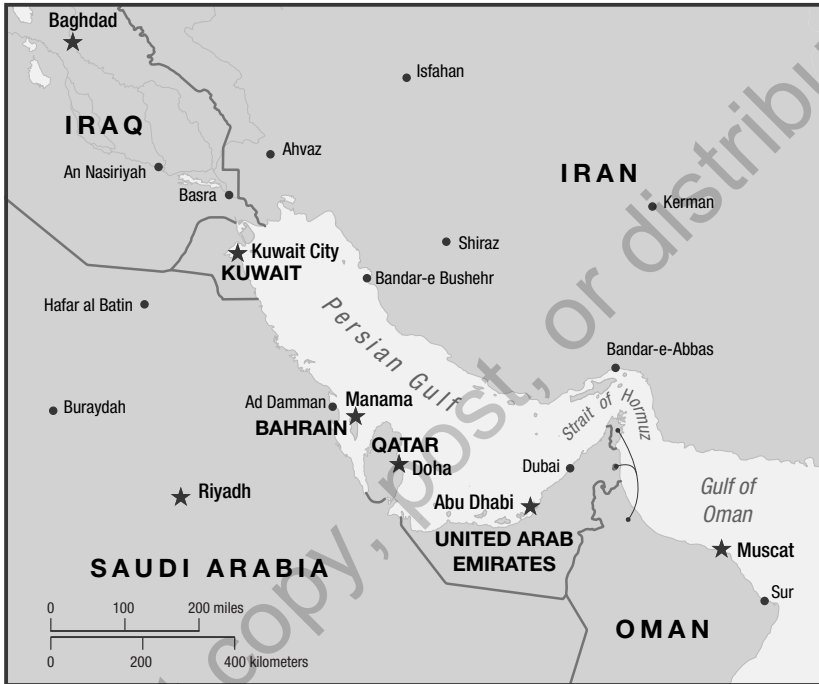 Baghdad
Isfahan
IRAQ
Ahvaz
An Nasiriyah
IRAN
Basra
Kerman
Shiraz
Kuwait City
KUWAIT
Bandar-e Bushehr
Hafar al Batin
Persian Gulf
Bandar-e-Abbas
Buraydah
Ad Damman
Manama
BAHRAIN
Strait of Hormuz
QATAR
Doha
Dubai
Riyadh
Abu Dhabi
Gulf of
Oman
UNITED ARAB
EMIRATES
Muscat
SAUDI ARABIA
Sur
OMAN
0 100 200 miles
0 200 400 kilometers
copy, post, or distribu